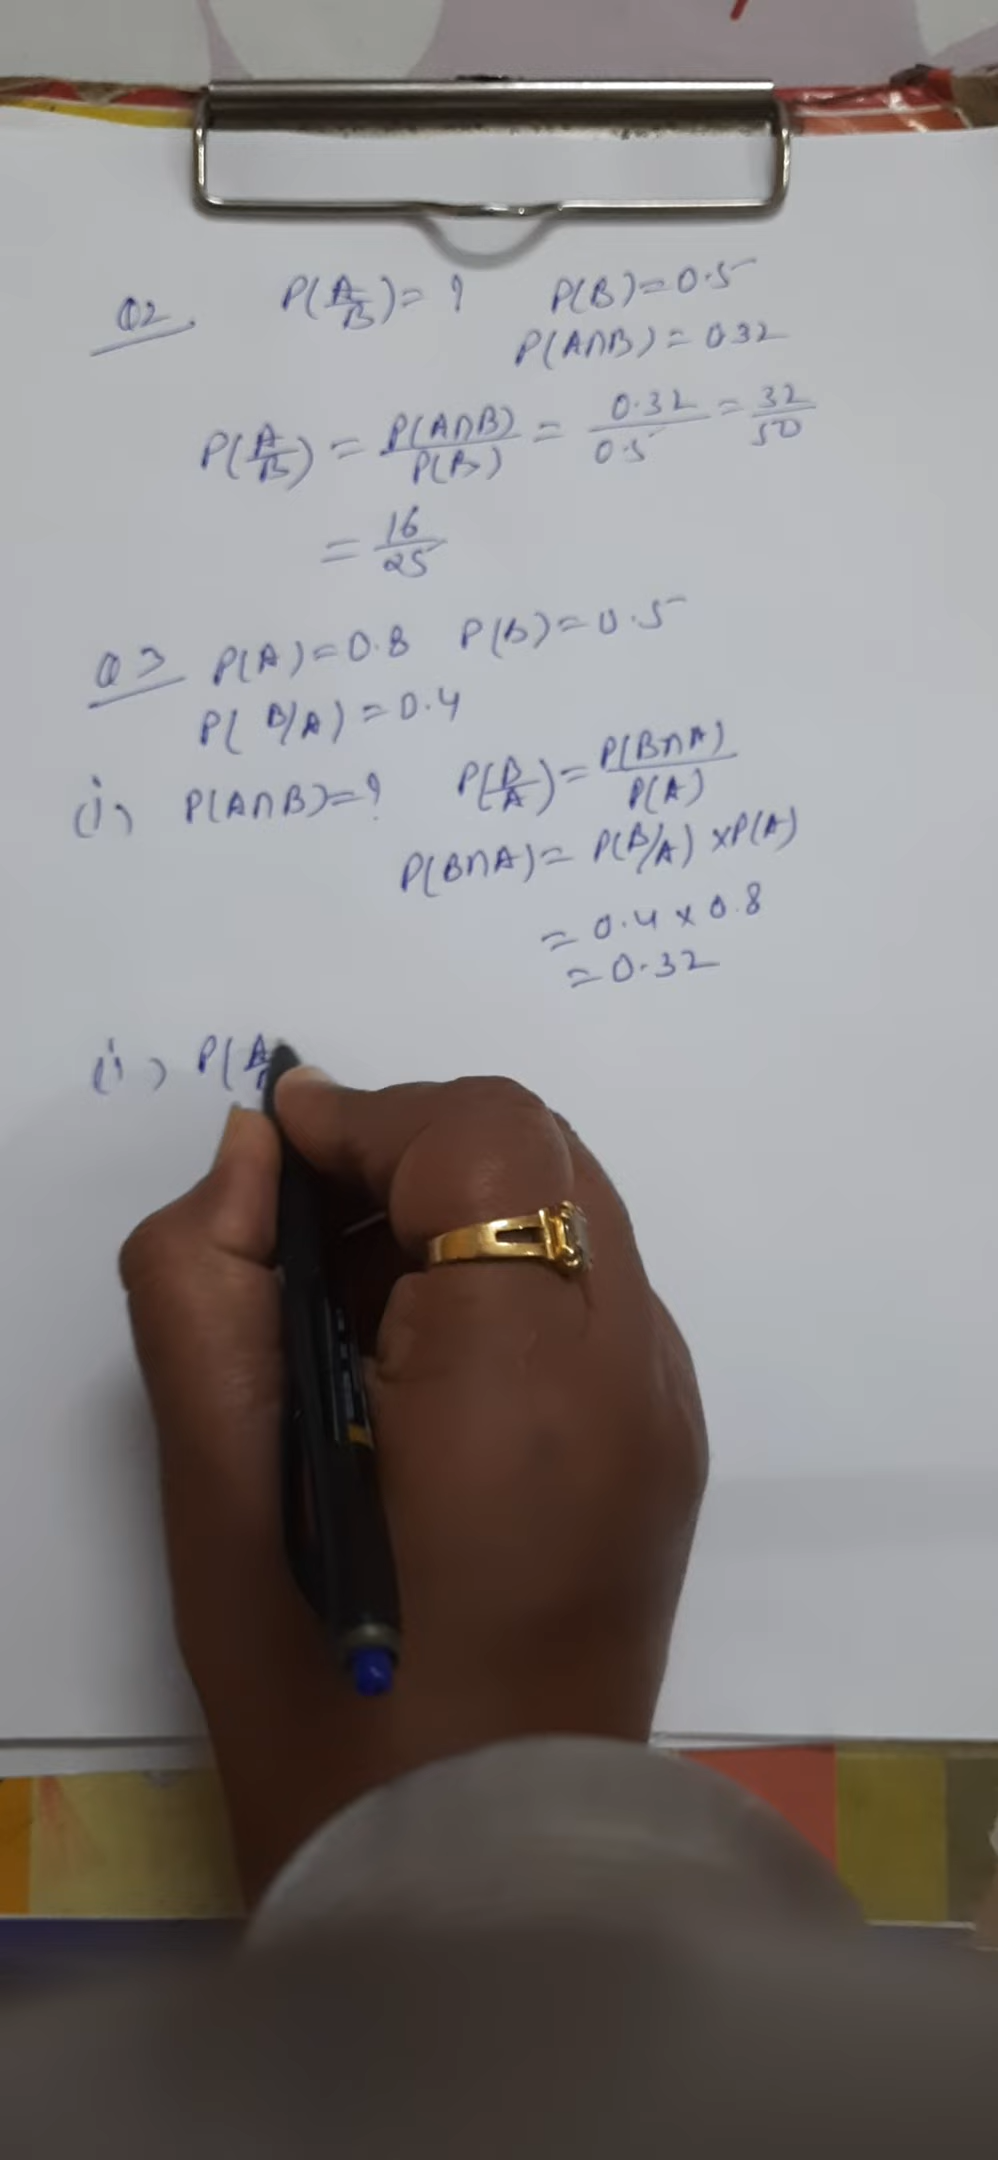 Q2. P(A/B) = ? P(B) = 0.5
P(A∩B) = 0.32
P(A/B) = P(A∩B)/P(B) = 0.32/0.5 = 32/50
= 16/25
Q3 P(A) = 0.8 P(B) = 0.5
P(B/A) = 0.4
(i) P(A∩B) = ? P(B/A) = P(B∩A)/P(A)
P(B∩A) = P(B/A) × P(A)
= 0.4 × 0.8
= 0.32
(ii) P(A